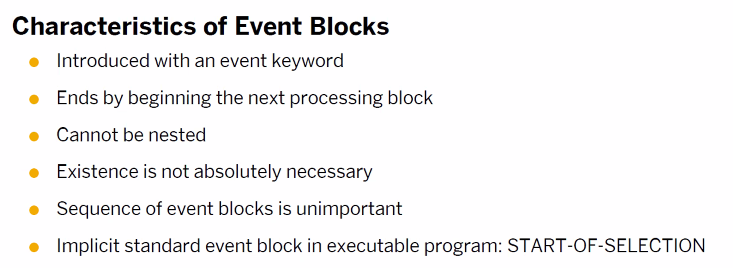 Characteristics of Event Blocks
Introduced with an event keyword
Ends by beginning the next processing block
Cannot be nested
Existence is not absolutely necessary
Sequence of event blocks is unimportant
Implicit standard event block in executable program: START-OF-SELECTION